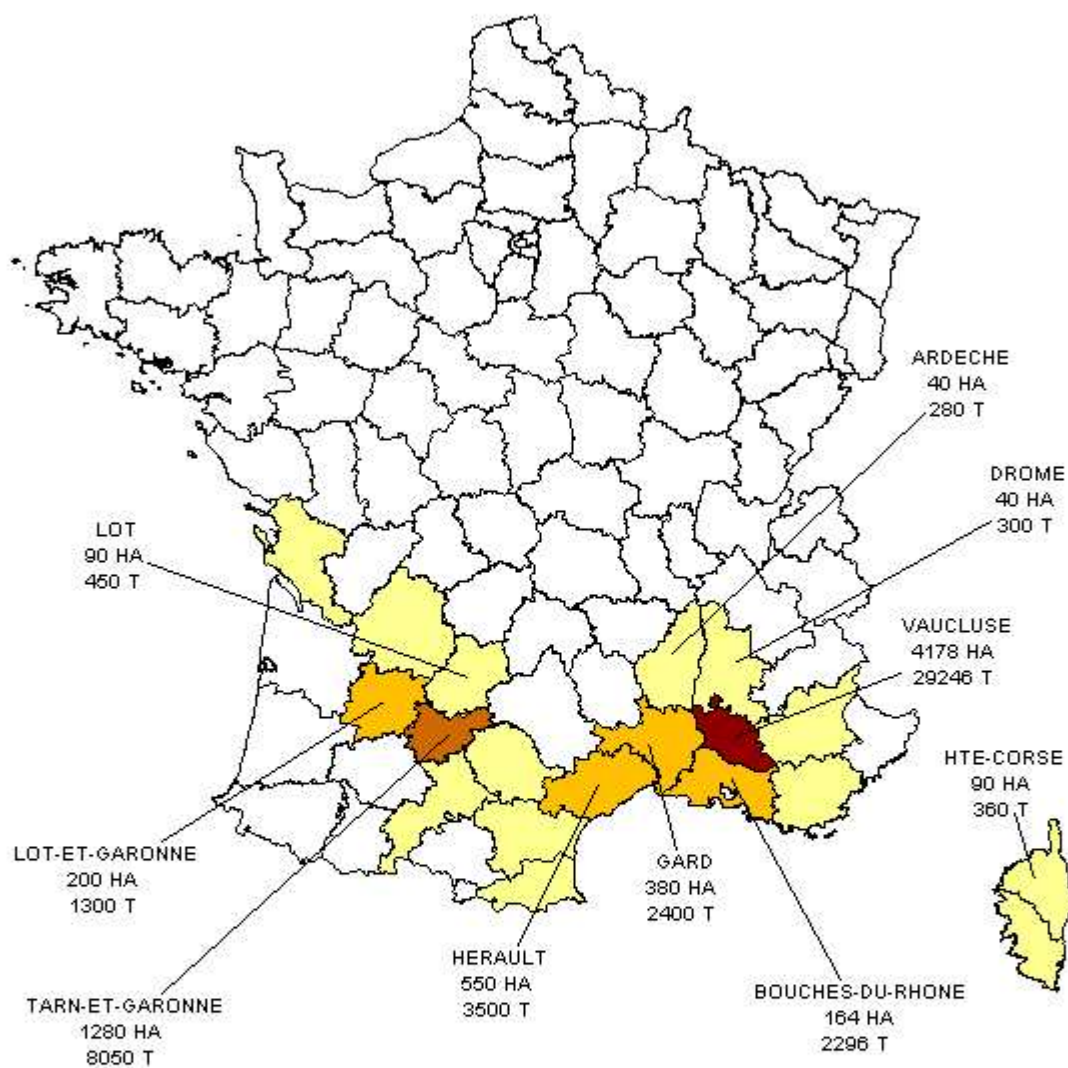 ARDECHE
40 HA
280 T
DROME
40 HA
300 T
LOT
90 HA
450 T
VAUCLUSE
4178 HA
29246 T
HTE-CORSE
90 HA
360 T
LOT-ET-GARONNE
200 HA
1300 T
GARD
380 HA
2400 T
HERAULT
550 HA
3500 T
BOUCHES-DU-RHONE
164 HA
2296 T
TARN-ET-GARONNE
1280 HA
8050 T